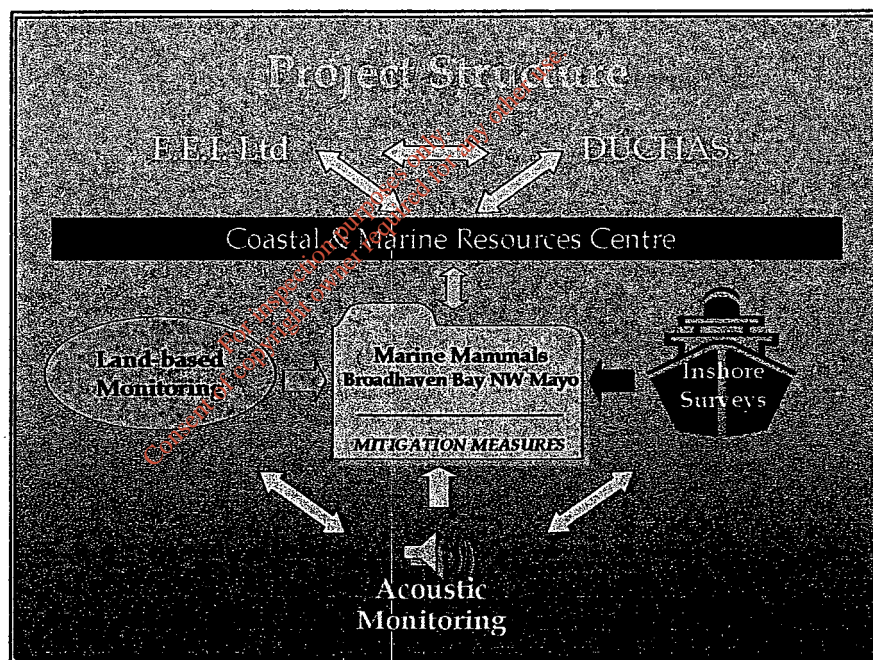 Project Structure
E.E.I. Ltd
DUCHAS
Coastal & Marine Resources Centre
Land-based
Monitoring
Marine Mammals
Broadhaven Bay NW Mayo
MITIGATION MEASURES
Inshore
Surveys
Acoustic
Monitoring
For inspection purposes only.
Consent of copyright owner required for any other use.